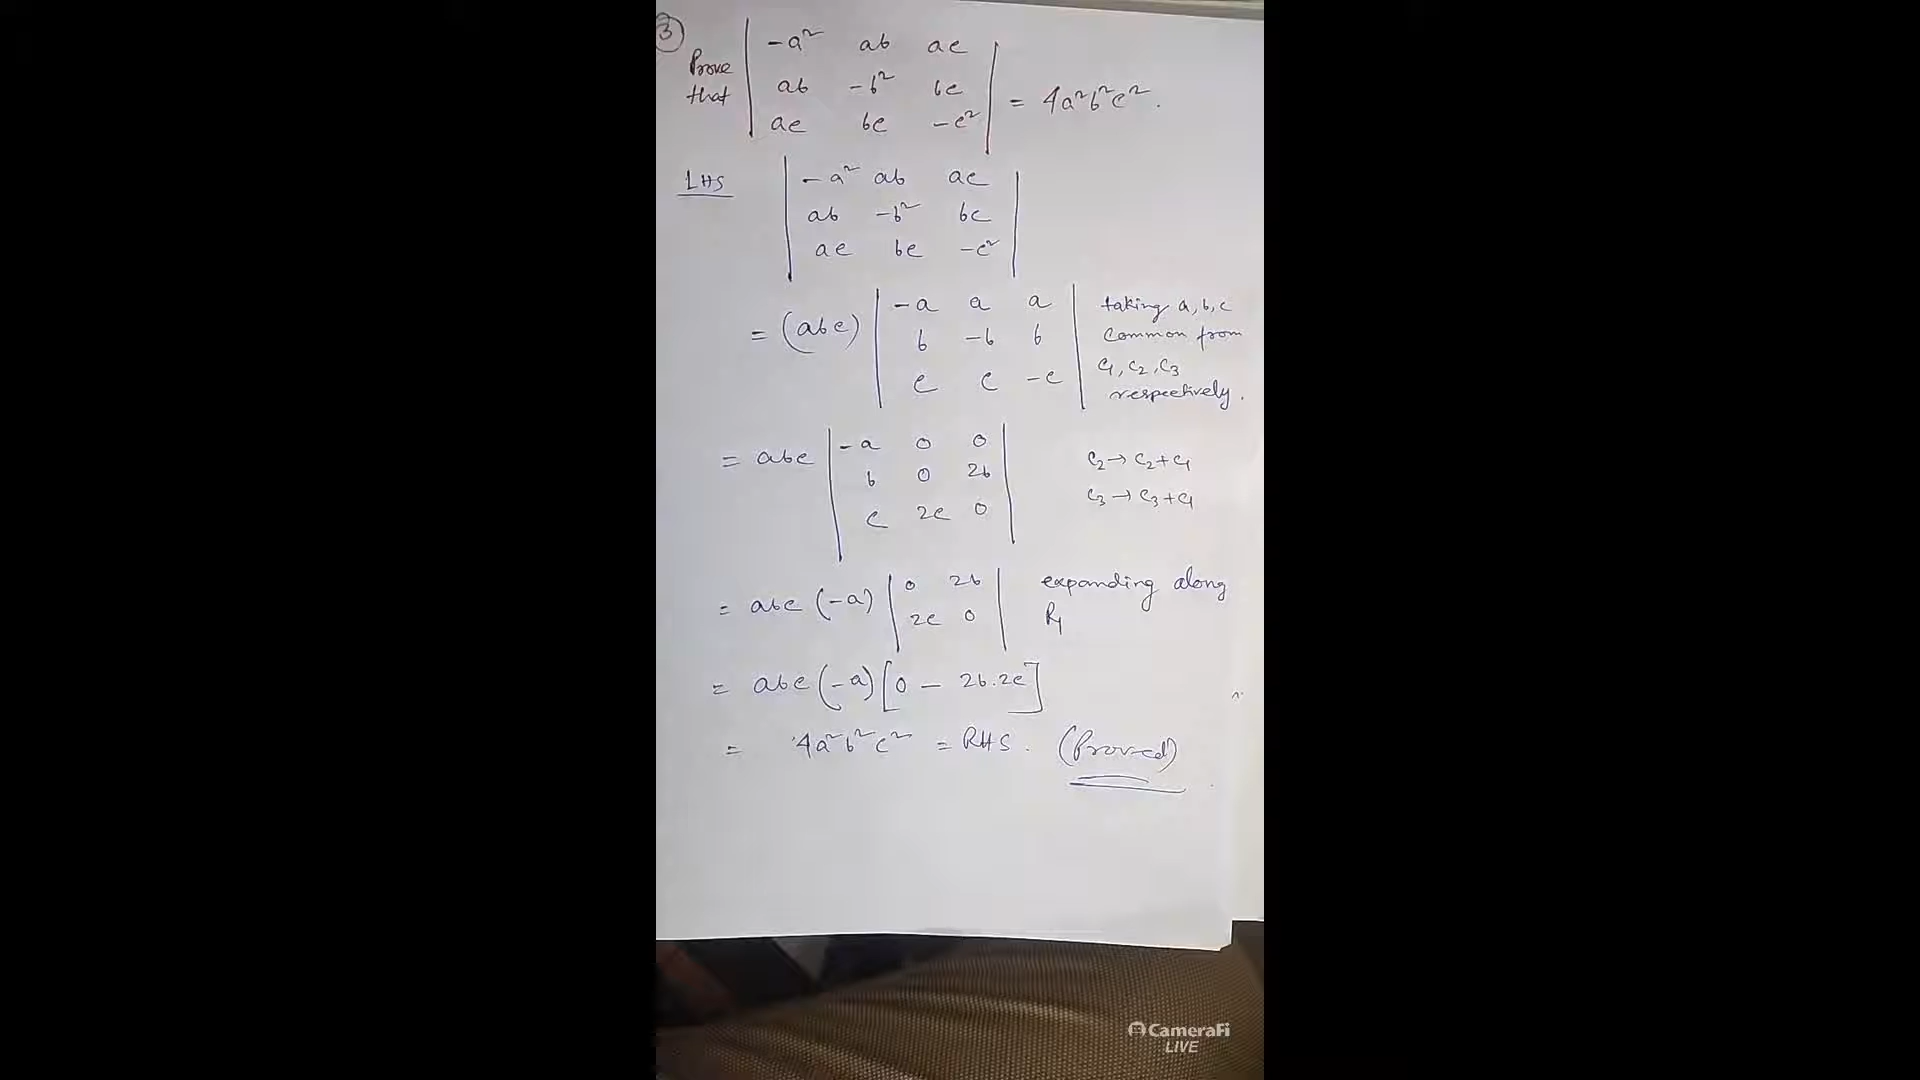 3
Prove that | -a² ab ac |
| ab -b² bc | = 4a²b²c².
| ac bc -c² |
LHS | -a² ab ac |
| ab -b² bc |
| ac bc -c² |
= (abc) | -a a a | taking a, b, c
| b -b b | common from
| c c -c | C₁, C₂, C₃
respectively.
= abc | -a 0 0 | C₂ → C₂ + C₁
| b 0 2b | C₃ → C₃ + C₁
| c 2c 0 |
= abc (-a) | 0 2b | expanding along
| 2c 0 | R₁
= abc (-a) [0 - 2b.2c]
= 4a²b²c² = RHS. (Proved)
CameraFi
LIVE